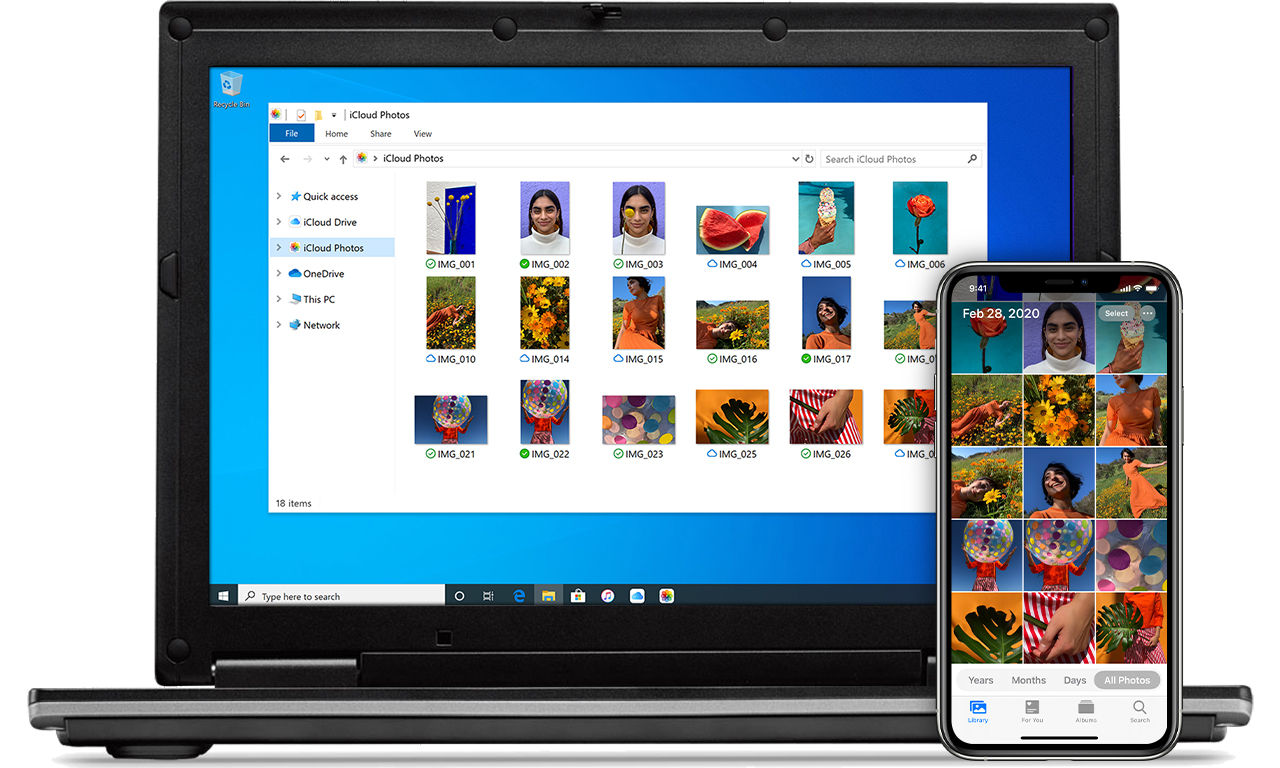 Recycle Bin
iCloud Photos
File Home Share View
iCloud Photos
Search iCloud Photos
Quick access
iCloud Drive
iCloud Photos
OneDrive
This PC
Network
IMG_001 IMG_002 IMG_003 IMG_004 IMG_005 IMG_006
IMG_010 IMG_014 IMG_015 IMG_016 IMG_017 IMG_0
IMG_021 IMG_022 IMG_023 IMG_025 IMG_026 IMG_0
18 items
Type here to search
9:41
Feb 28, 2020 Select
Years Months Days All Photos
Library For You Albums Search